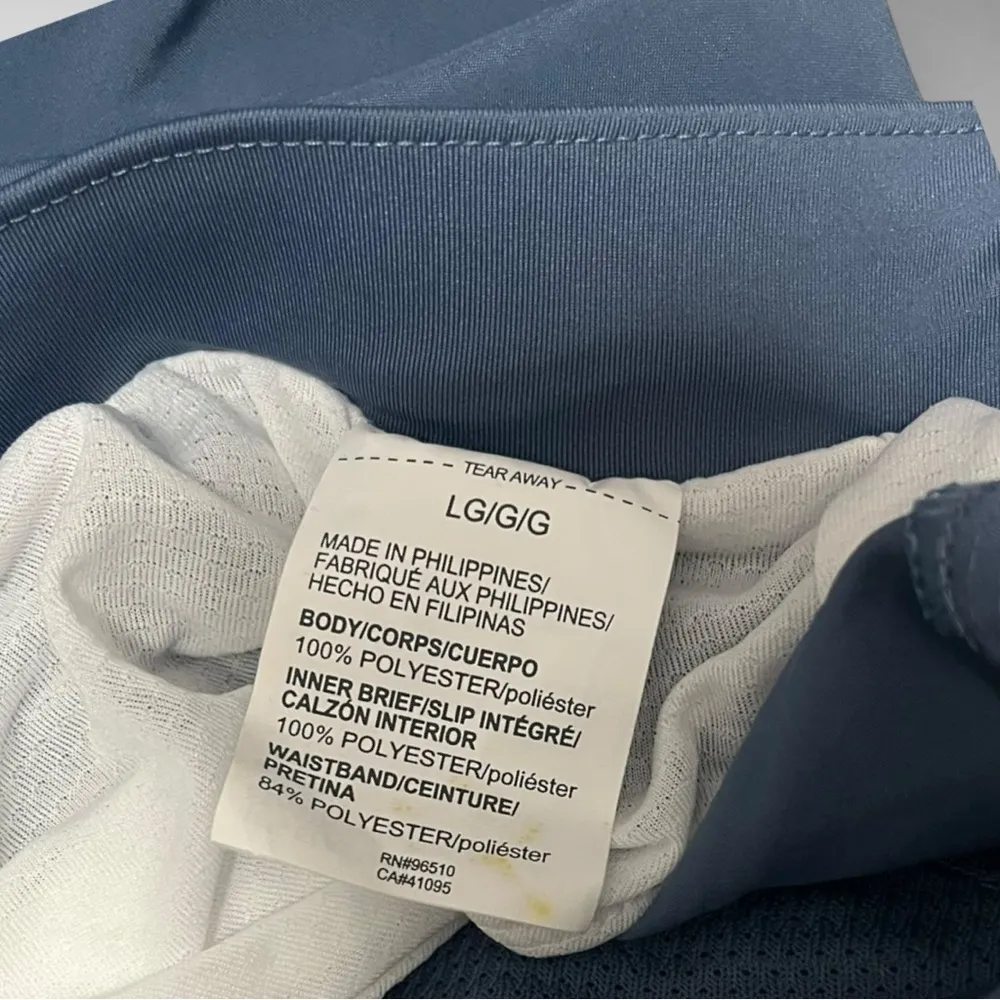 TEAR AWAY
LG/G/G
MADE IN PHILIPPINES/
FABRIQUÉ AUX PHILIPPINES/
HECHO EN FILIPINAS
BODY/CORPS/CUERPO
100% POLYESTER/poliéster
INNER BRIEF/SLIP INTÉGRÉ/
CALZÓN INTERIOR
100% POLYESTER/poliéster
WAISTBAND/CEINTURE/
PRETINA
84% POLYESTER/poliéster
RN#96510
CA#41095